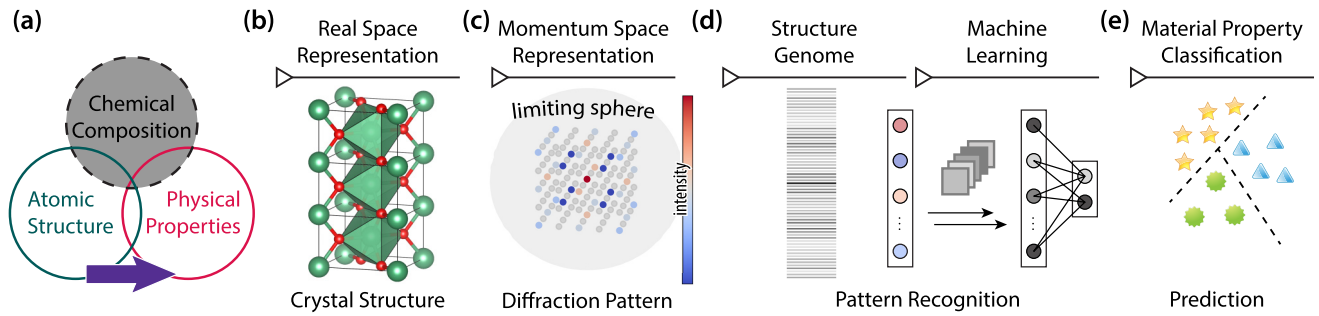 (a)
Chemical
Composition
Atomic
Structure
Physical
Properties
(b)
Real Space
Representation
Crystal Structure
(c)
Momentum Space
Representation
limiting sphere
intensity
Diffraction Pattern
(d)
Structure
Genome
Machine
Learning
...
...
Pattern Recognition
(e)
Material Property
Classification
Prediction